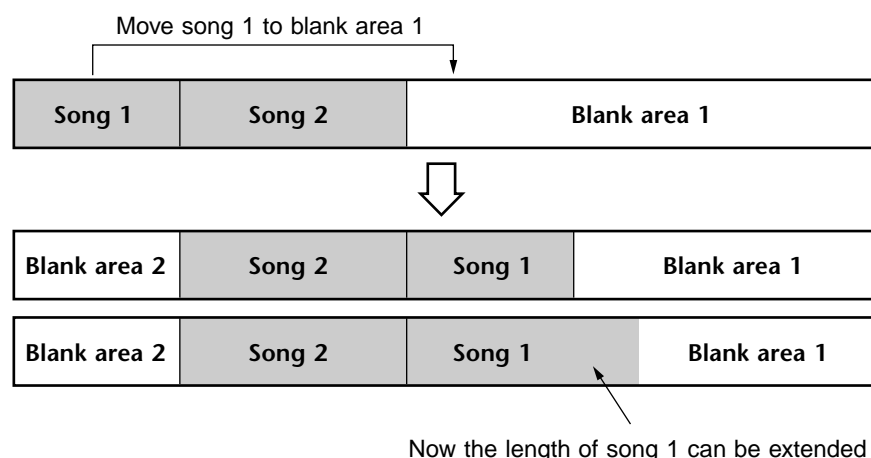 Move song 1 to blank area 1
Song 1 Song 2 Blank area 1
Blank area 2 Song 2 Song 1 Blank area 1
Blank area 2 Song 2 Song 1 Blank area 1
Now the length of song 1 can be extended